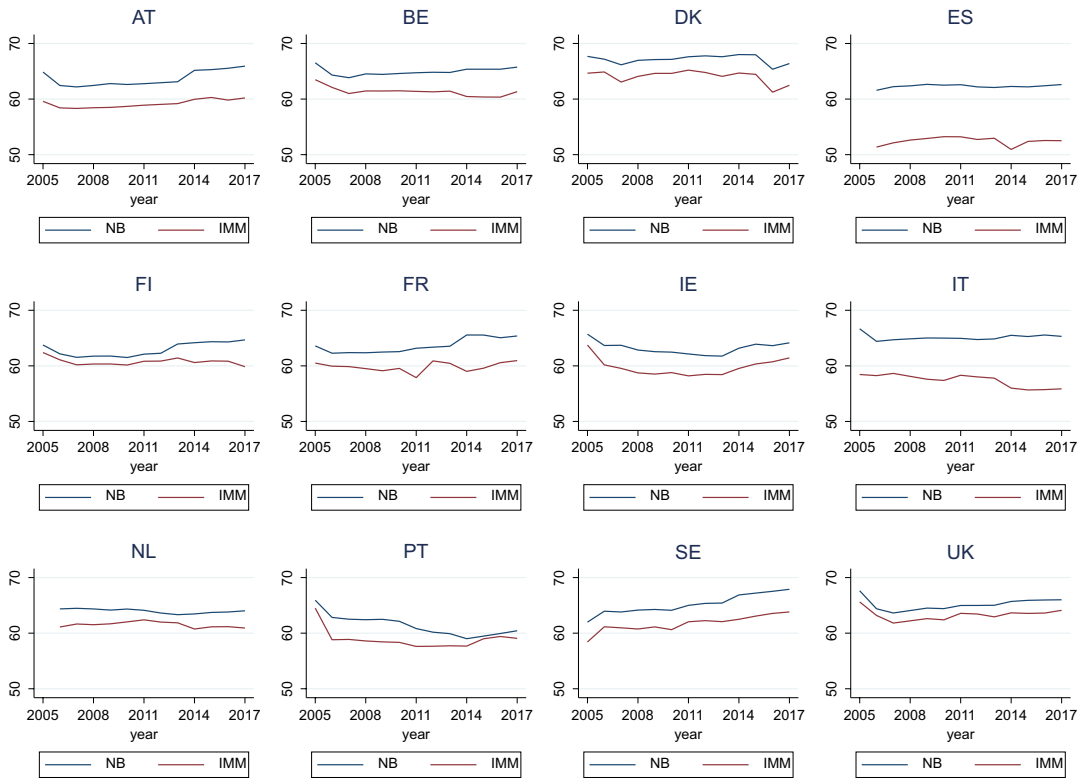 AT BE DK ES
70 70 70 70
60 60 60 60
50 50 50 50
2005 2008 2011 2014 2017 2005 2008 2011 2014 2017 2005 2008 2011 2014 2017 2005 2008 2011 2014 2017
year year year year
NB IMM NB IMM NB IMM NB IMM
FI FR IE IT
70 70 70 70
60 60 60 60
50 50 50 50
2005 2008 2011 2014 2017 2005 2008 2011 2014 2017 2005 2008 2011 2014 2017 2005 2008 2011 2014 2017
year year year year
NB IMM NB IMM NB IMM NB IMM
NL PT SE UK
70 70 70 70
60 60 60 60
50 50 50 50
2005 2008 2011 2014 2017 2005 2008 2011 2014 2017 2005 2008 2011 2014 2017 2005 2008 2011 2014 2017
year year year year
NB IMM NB IMM NB IMM NB IMM